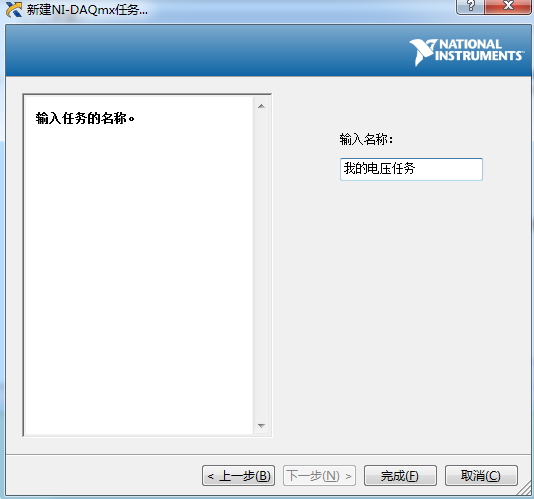 新建NI-DAQmx任务...
NATIONAL
INSTRUMENTS
输入任务的名称。
输入名称：
我的电压任务
< 上一步(B)
下一步(N) >
完成(F)
取消(C)